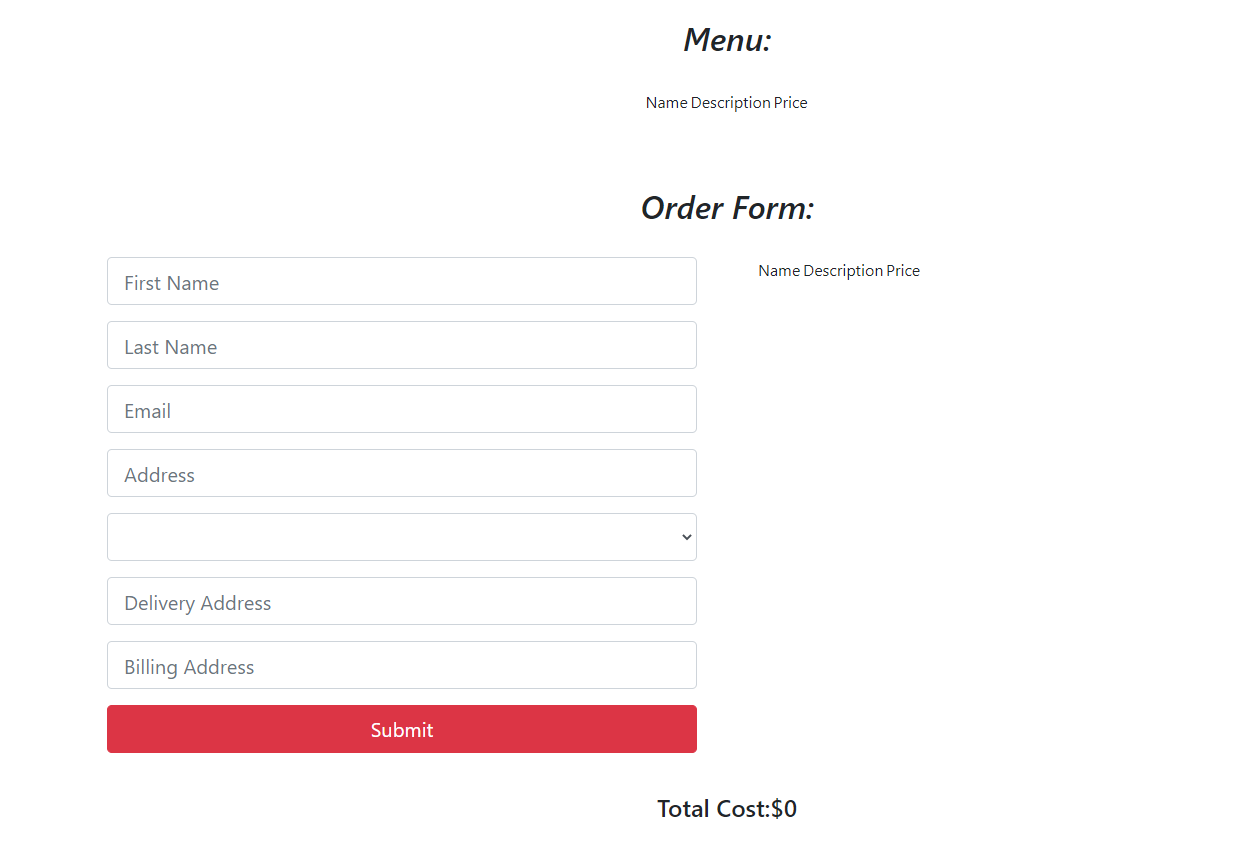 Menu:
Name Description Price
Order Form:
First Name
Name Description Price
Last Name
Email
Address
Delivery Address
Billing Address
Submit
Total Cost:$0